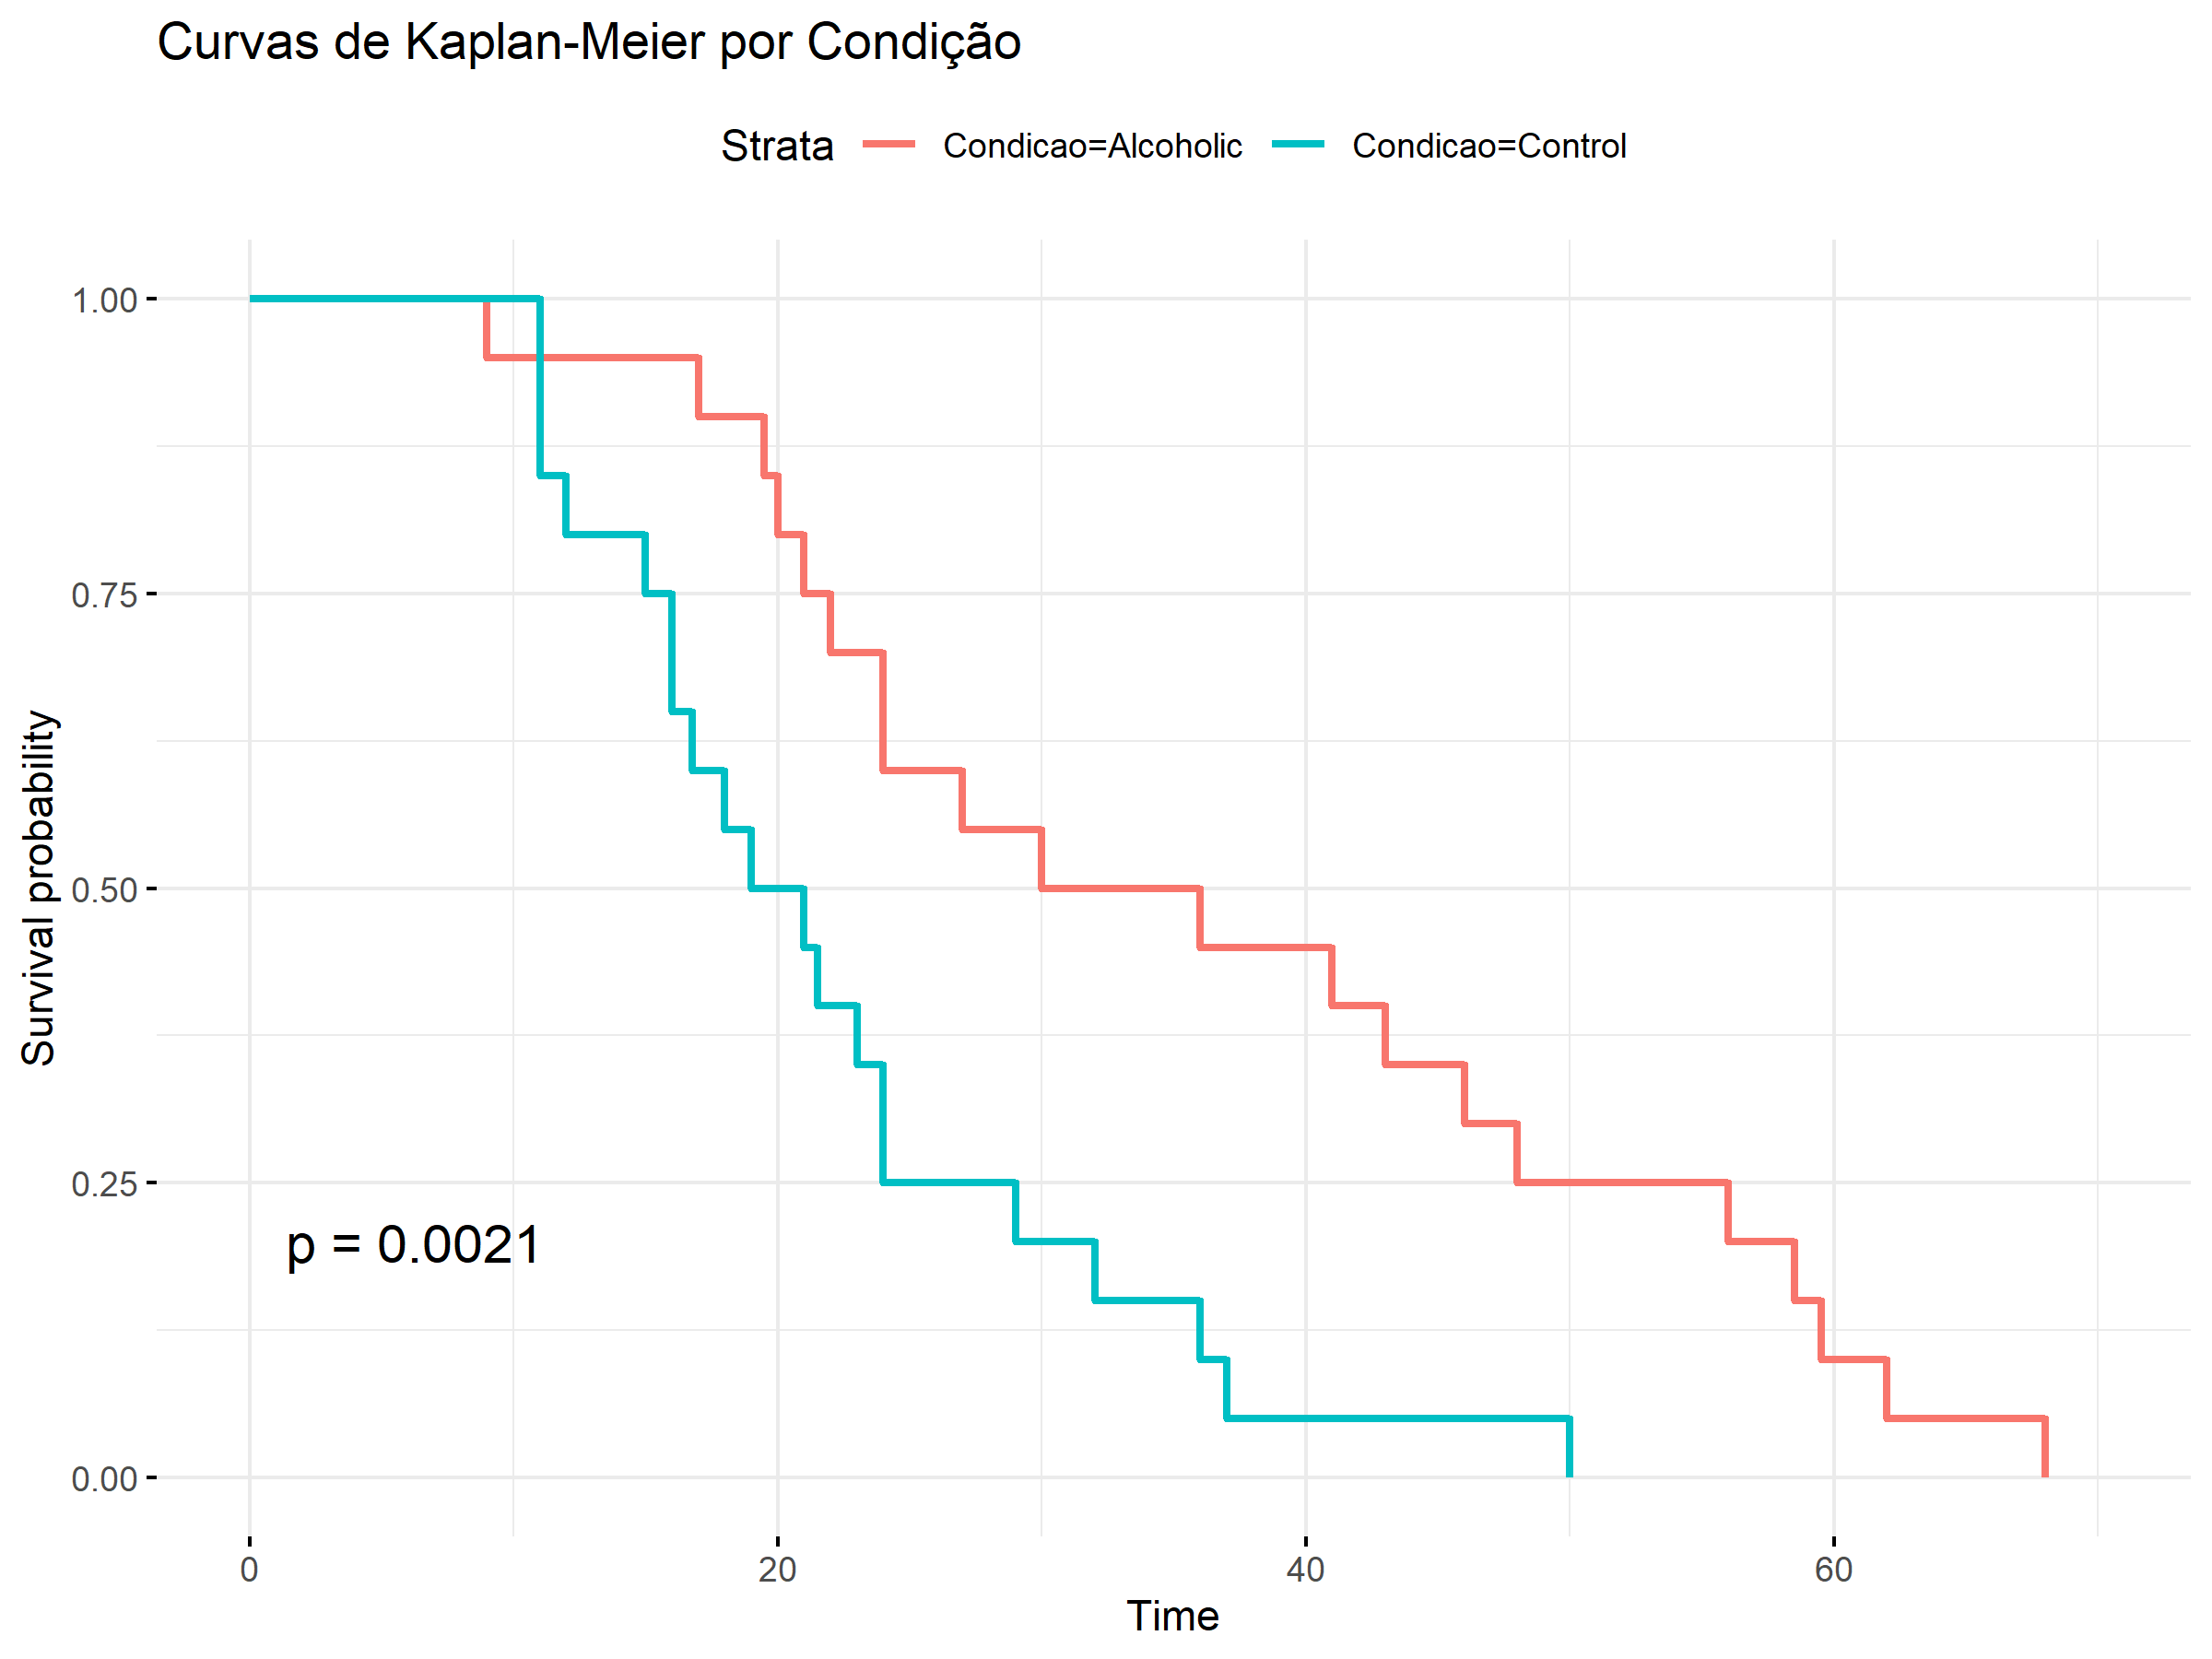 Curvas de Kaplan-Meier por Condição
Strata Condicao=Alcoholic Condicao=Control
1.00
0.75
0.50
0.25
0.00
Survival probability
p = 0.0021
0 20 40 60
Time